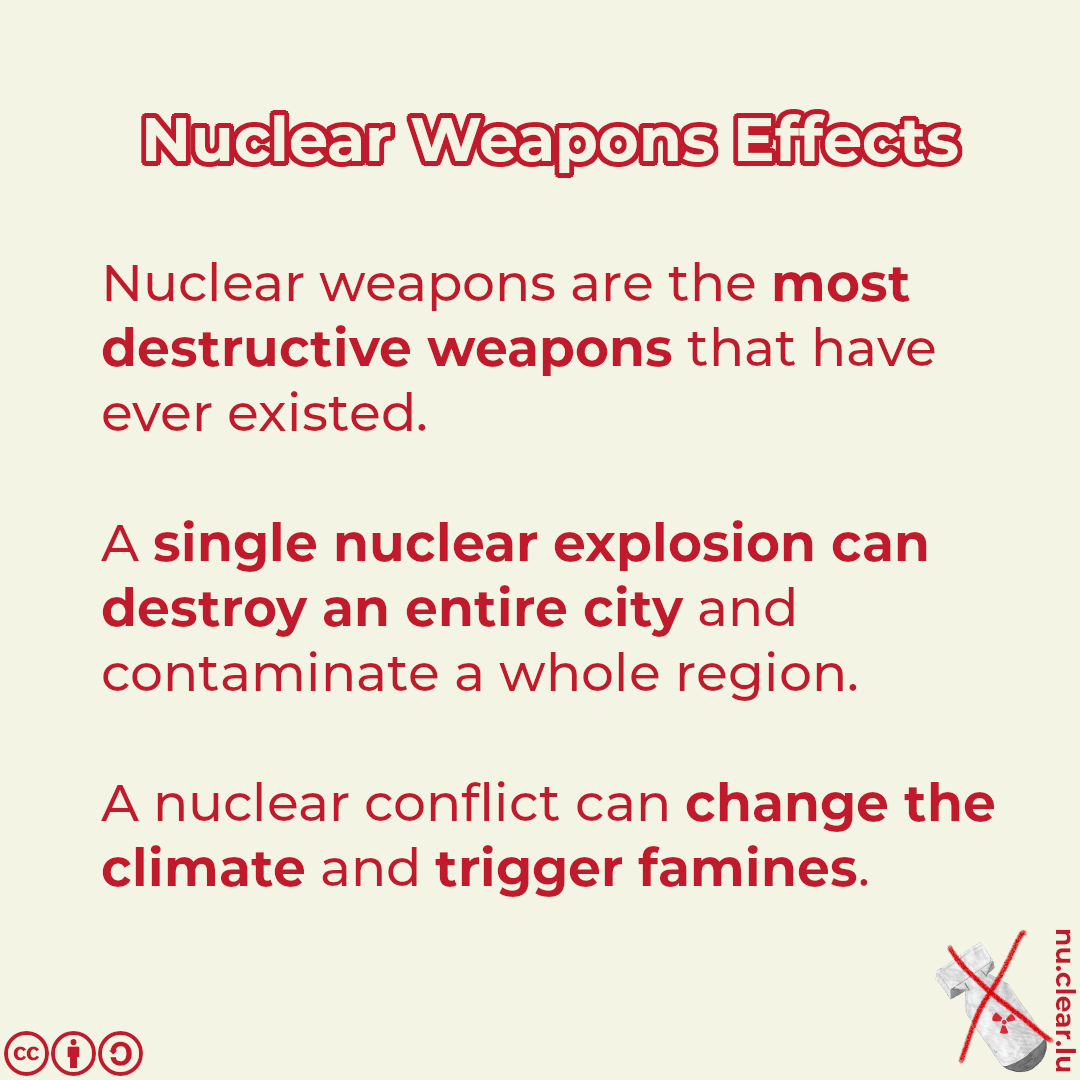 Nuclear Weapons Effects
Nuclear weapons are the most
destructive weapons that have
ever existed.
A single nuclear explosion can
destroy an entire city and
contaminate a whole region.
A nuclear conflict can change the
climate and trigger famines.
nu.clear.lu
cc